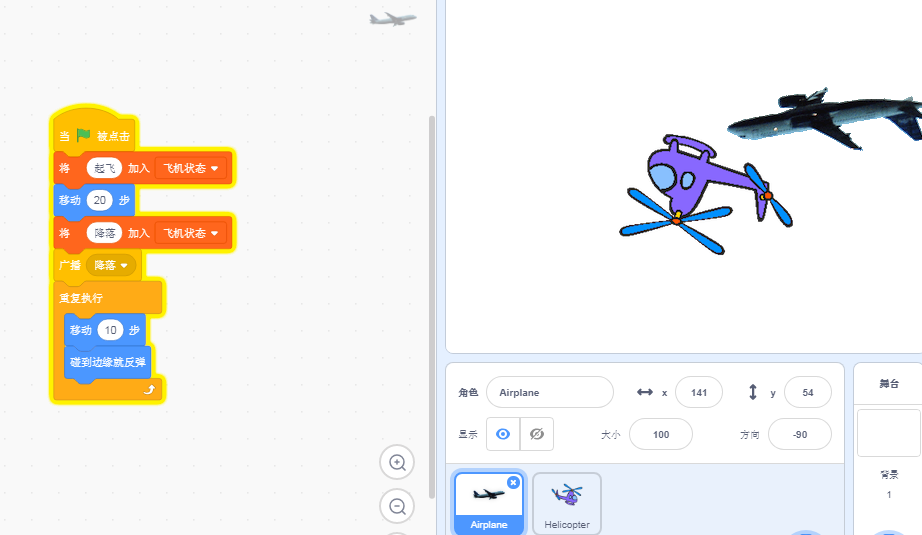 当 被点击
将 起飞 加入 飞机状态
移动 20 步
将 降落 加入 飞机状态
广播 降落
重复执行
移动 10 步
碰到边缘就反弹
角色 Airplane x 141 y 54
显示 大小 100 方向 -90
Airplane
Helicopter
舞台
背景
1